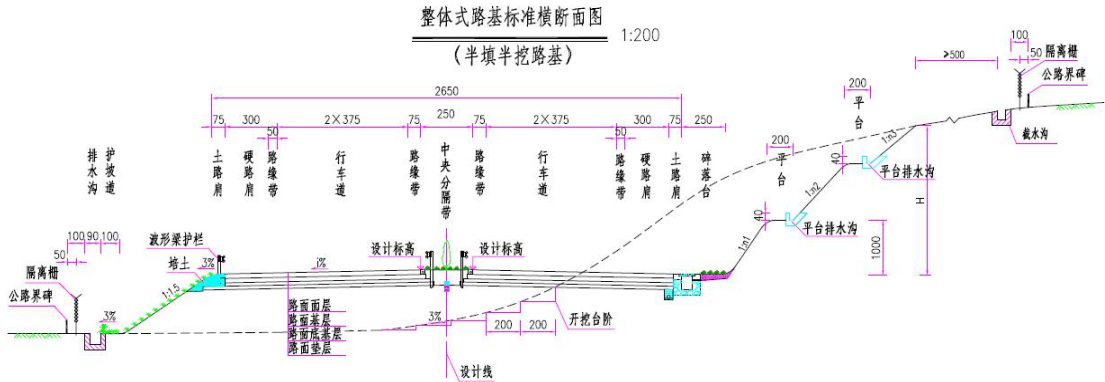 整体式路基标准横断面图
1:200
(半填半挖路基)
100
50
隔离栅
公路界碑
>500
截水沟
2650
75
300
50
2×375
75
250
75
2×375
50
300
75
250
200
平台
200
平台
排水沟
护坡道
土路肩
硬路肩
路缘带
行车道
路缘带
中央分隔带
路缘带
行车道
路缘带
硬路肩
土路肩
碎落台
40
40
1:n3
1:n2
1:n1
平台排水沟
平台排水沟
H
1000
100
90
100
50
隔离栅
公路界碑
3%
1:1.5
波形梁护栏
培土
3%
i%
设计标高
设计标高
路面面层
路面基层
路面底基层
路面垫层
3%
200
200
开挖台阶
设计线